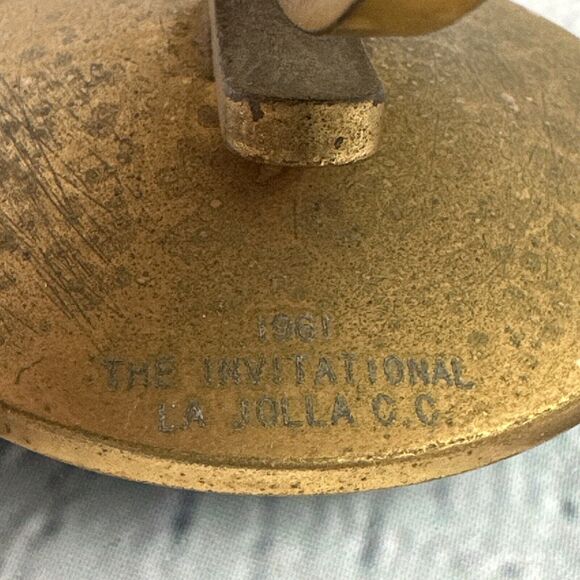 1961
THE INVITATIONAL
LA JOLLA C.C.